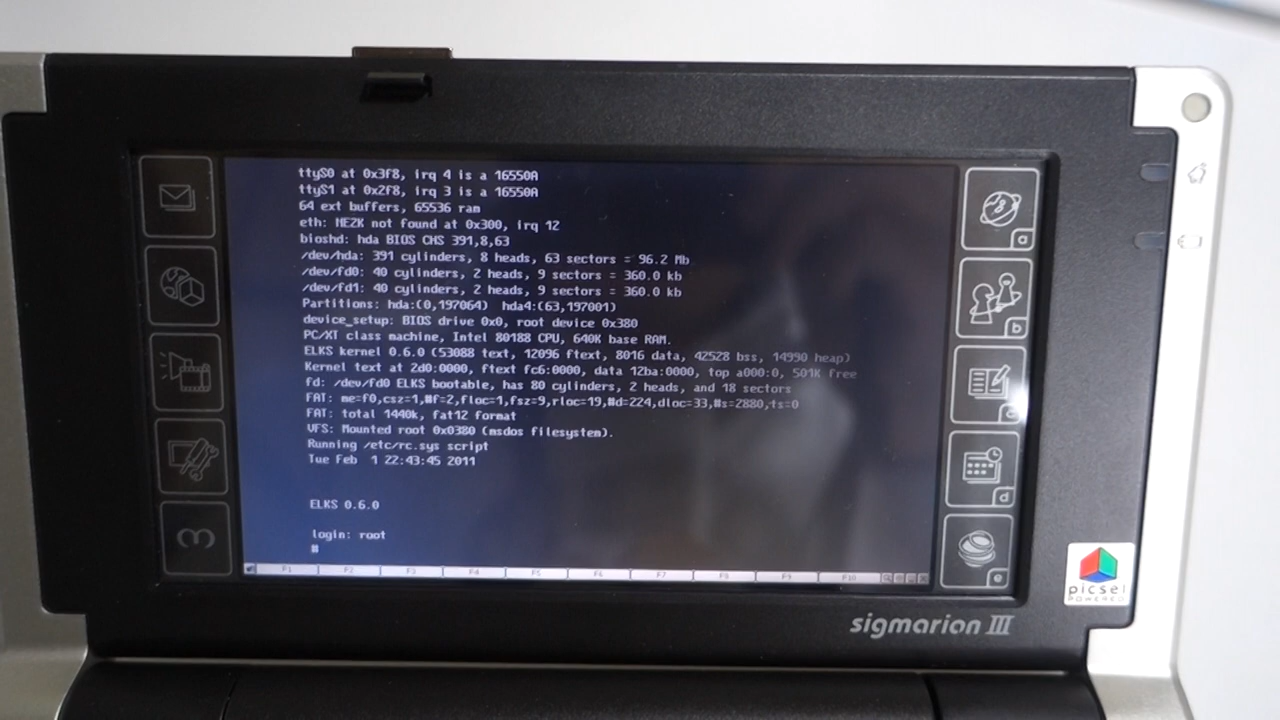 ttyS0 at 0x3f8, irq 4 is a 16550A
ttyS1 at 0x2f8, irq 3 is a 16550A
64 ext buffers, 65536 ram
eth: NE2K not found at 0x300, irq 12
bioshd: hda BIOS CHS 391,8,63
/dev/hda: 391 cylinders, 8 heads, 63 sectors = 96.2 Mb
/dev/fd0: 40 cylinders, 2 heads, 9 sectors = 360.0 kb
/dev/fd1: 40 cylinders, 2 heads, 9 sectors = 360.0 kb
Partitions: hda:(0,197064) hda4:(63,197001)
device_setup: BIOS drive 0x0, root device 0x380
PC/XT class machine, Intel 80188 CPU, 640K base RAM.
ELKS kernel 0.6.0 (53088 text, 12096 ftext, 8016 data, 42528 bss, 14990 heap)
Kernel text at 2d0:0000, ftext fc6:0000, data 12ba:0000, top a000:0, 501K free
fd: /dev/fd0 ELKS bootable, has 80 cylinders, 2 heads, and 18 sectors
FAT: me=f0,csz=1,#f=2,floc=1,fsz=9,rloc=19,#d=224,dloc=33,#s=2880,ts=0
FAT: total 1440k, fat12 format
VFS: Mounted root 0x0380 (msdos filesystem).
Running /etc/rc.sys script
Tue Feb 1 22:43:45 2011
ELKS 0.6.0
login: root
#
F1 F2 F3 F4 F5 F6 F7 F8 F9 F10
a
b
c
d
e
picsel
POWERED
sigmarion III